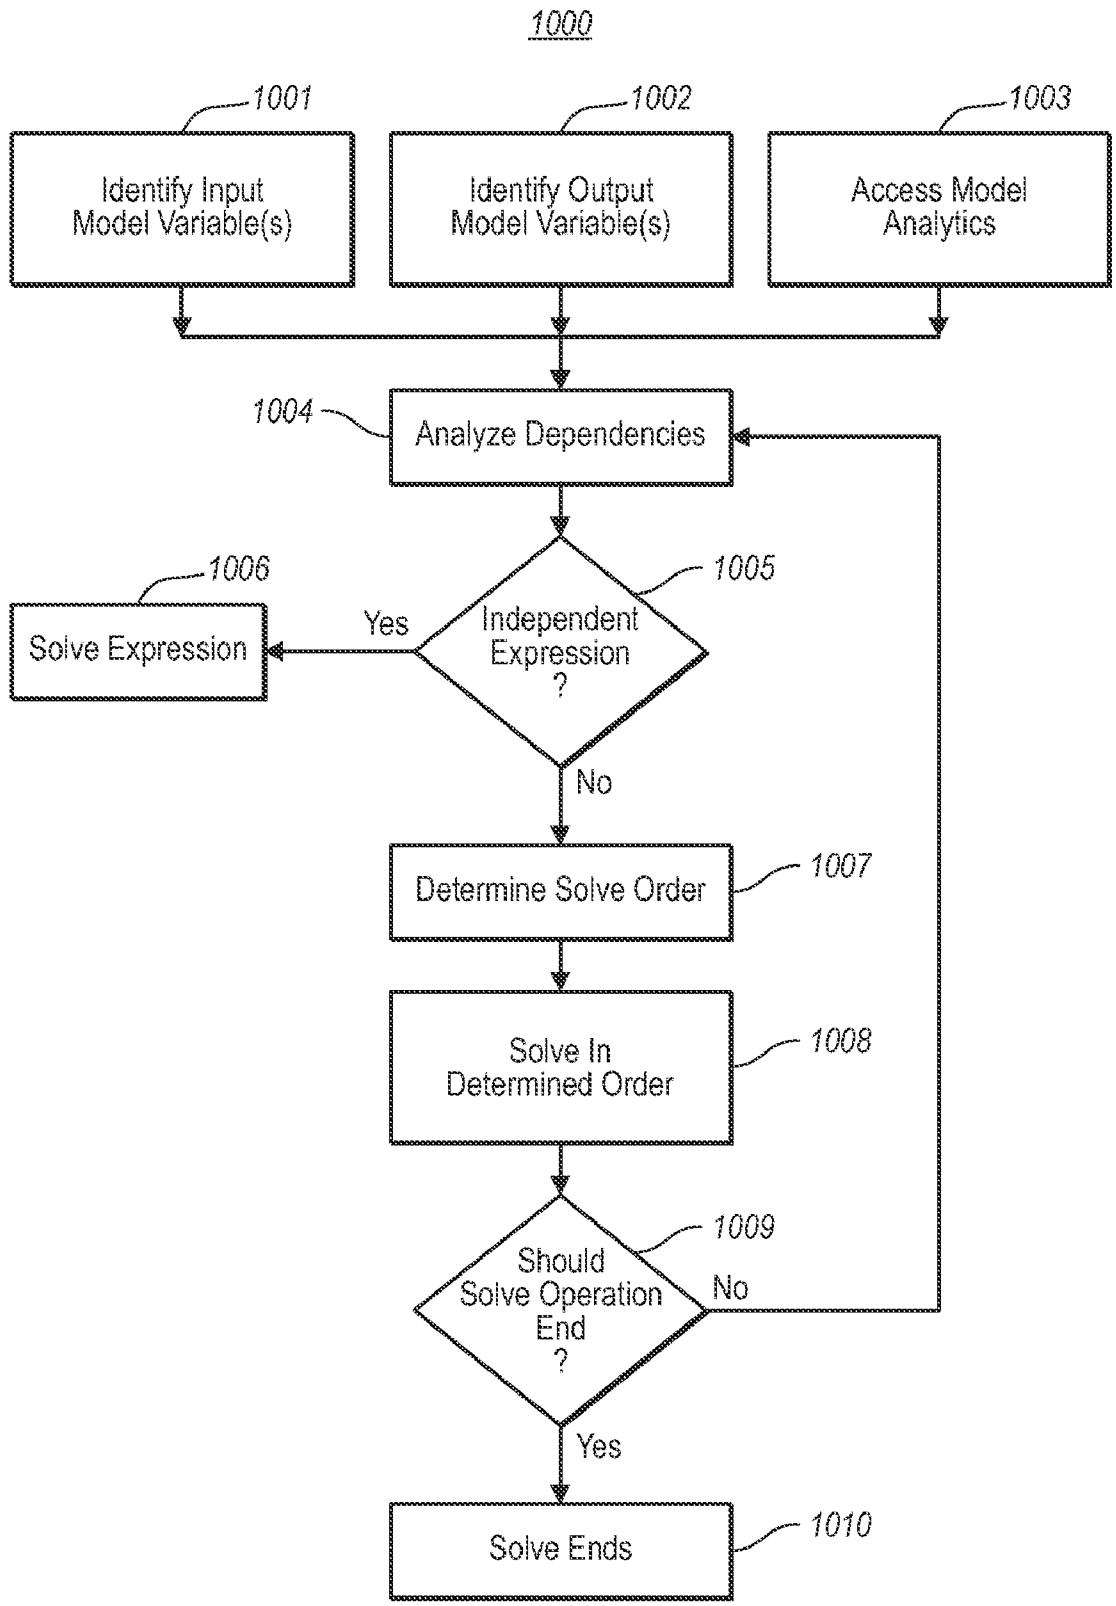 1000
1001
1002
1003
Identify Input
Model Variable(s)
Identify Output
Model Variable(s)
Access Model
Analytics
1004
Analyze Dependencies
1005
1006
Independent
Expression
?
Yes
Solve Expression
No
1007
Determine Solve Order
1008
Solve In
Determined Order
1009
Should
Solve Operation
End
?
No
Yes
1010
Solve Ends